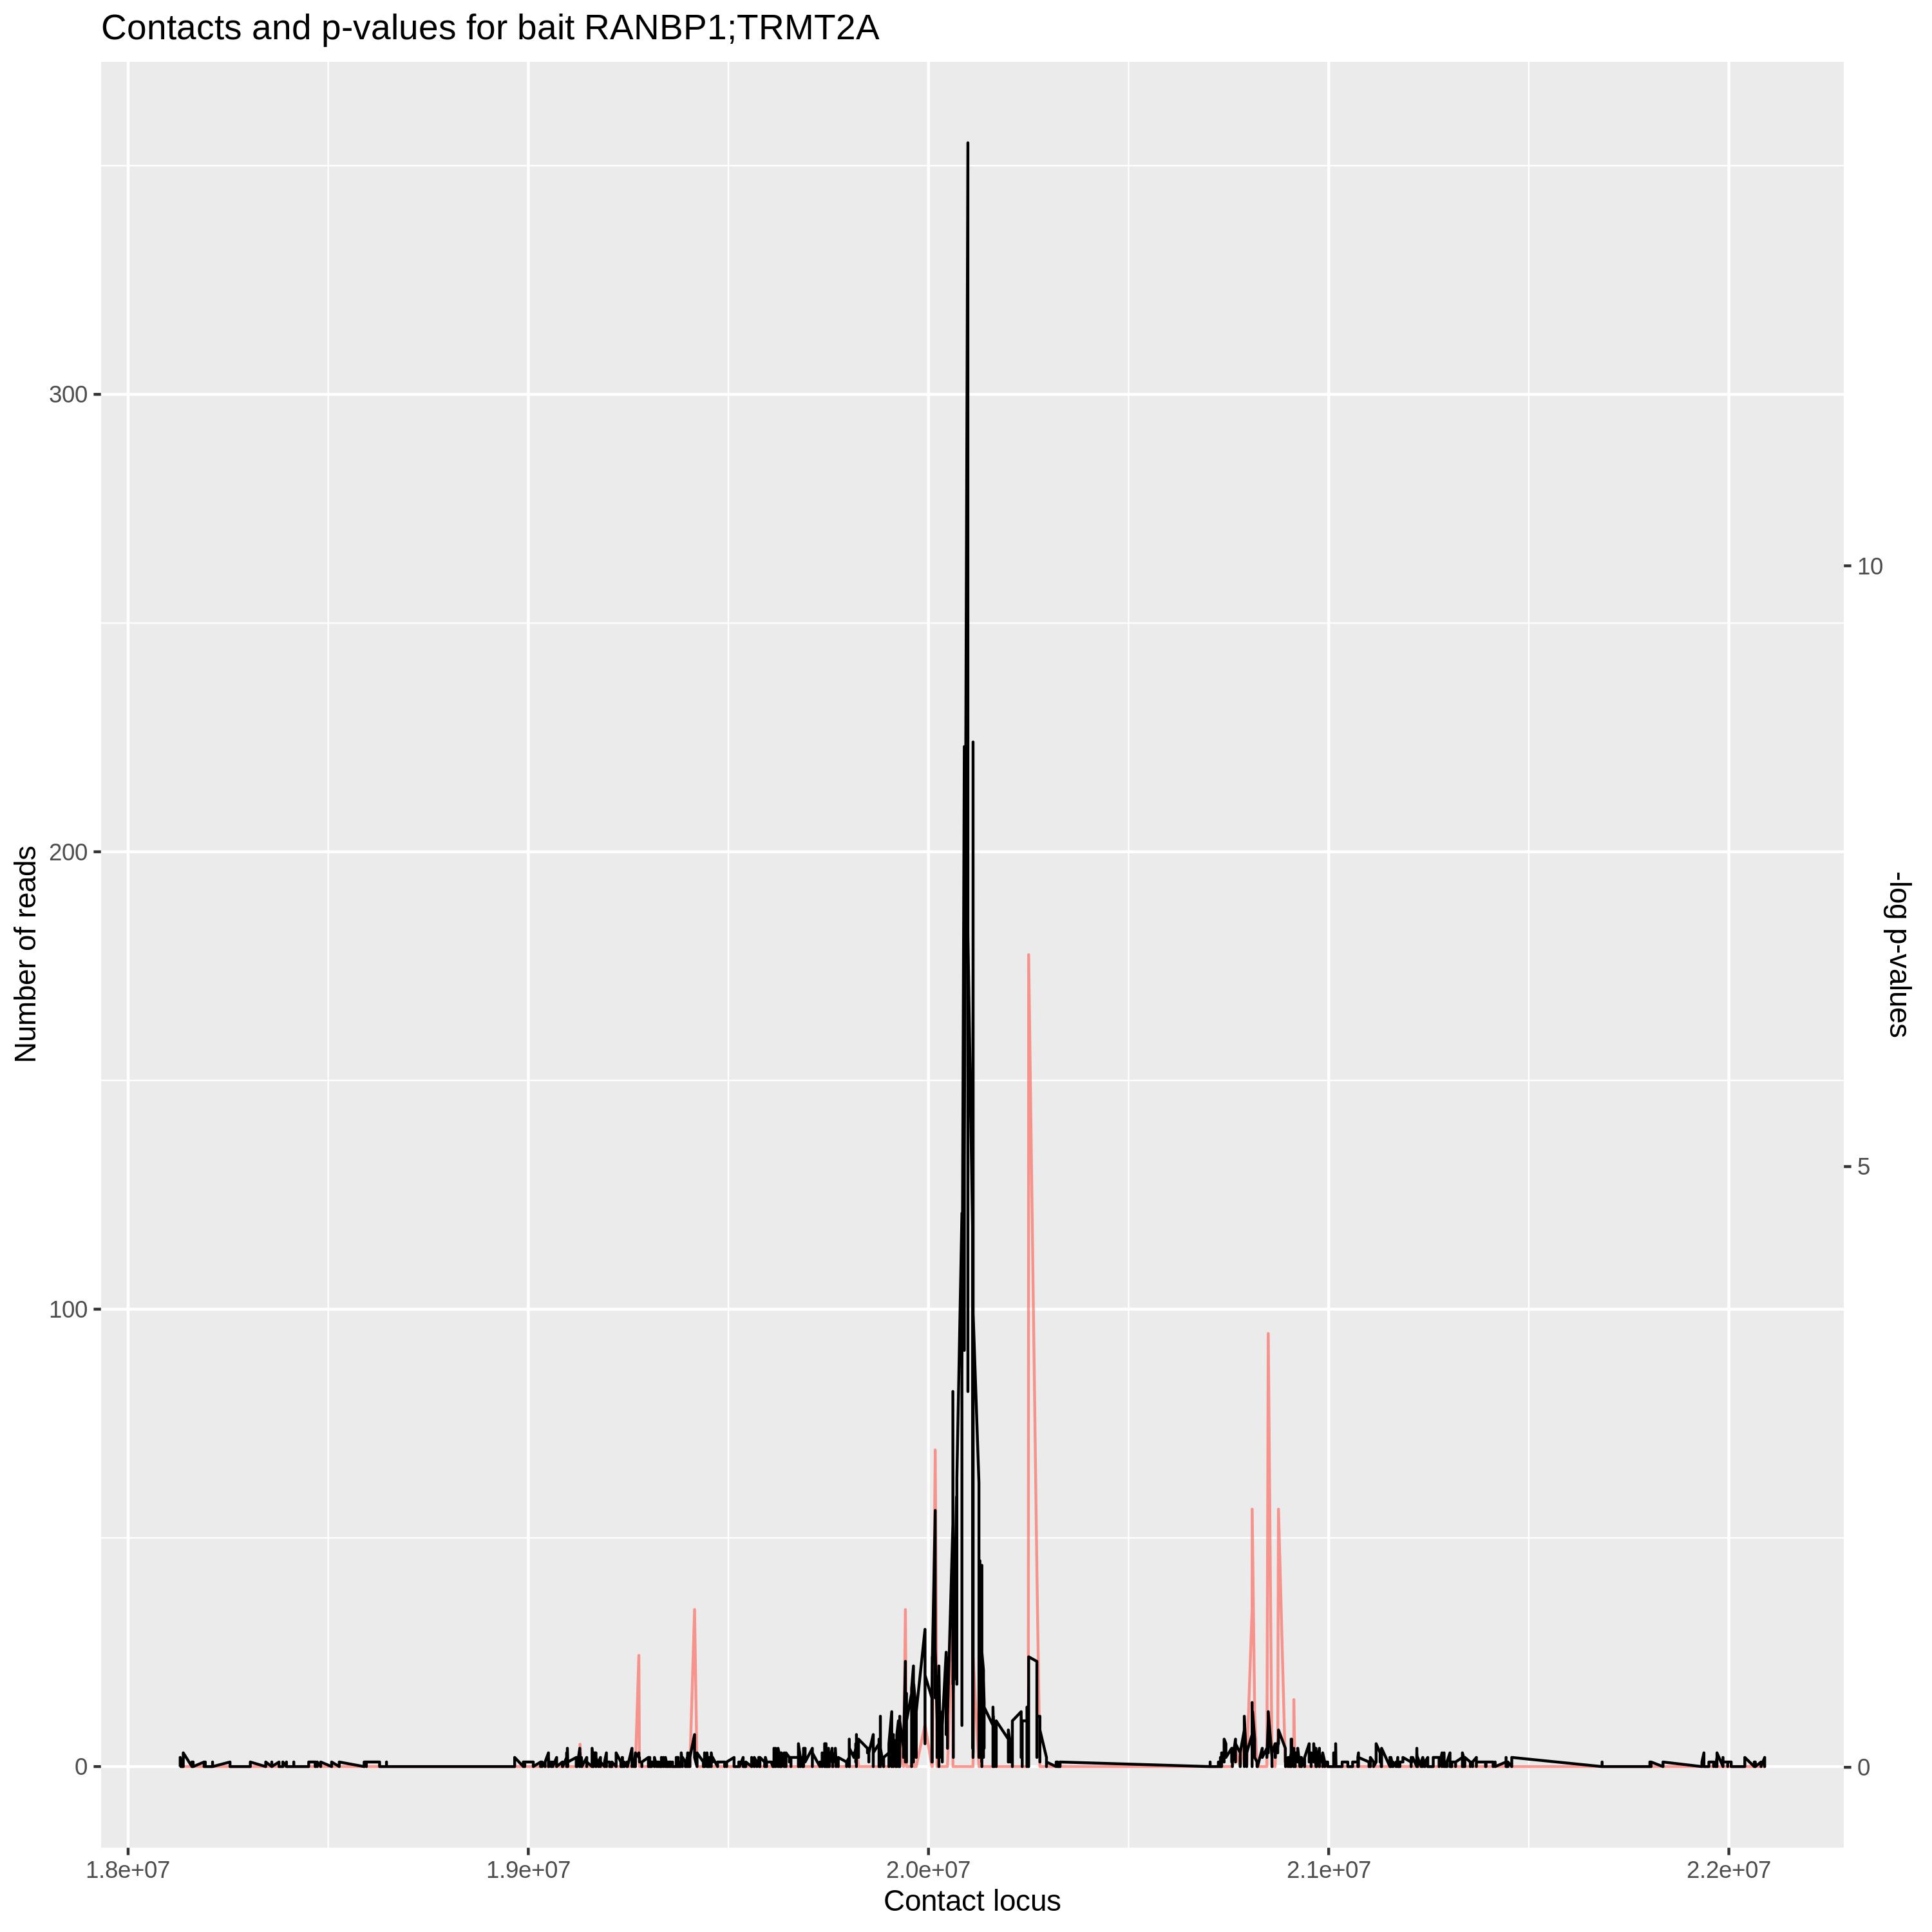 Contacts and p-values for bait RANBP1;TRMT2A
300
200
100
0
10
5
0
Number of reads
-log p-values
1.8e+07 1.9e+07 2.0e+07 2.1e+07 2.2e+07
Contact locus